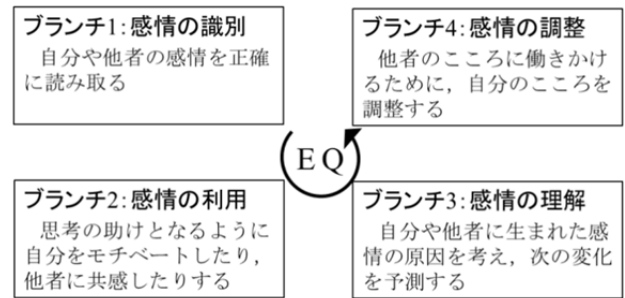 ブランチ1:感情の識別
自分や他者の感情を正確
に読み取る
ブランチ4:感情の調整
他者のこころに働きかけ
るために，自分のこころを
調整する
EQ
ブランチ2:感情の利用
思考の助けとなるように
自分をモチベートしたり，
他者に共感したりする
ブランチ3:感情の理解
自分や他者に生まれた感
情の原因を考え，次の変化
を予測する